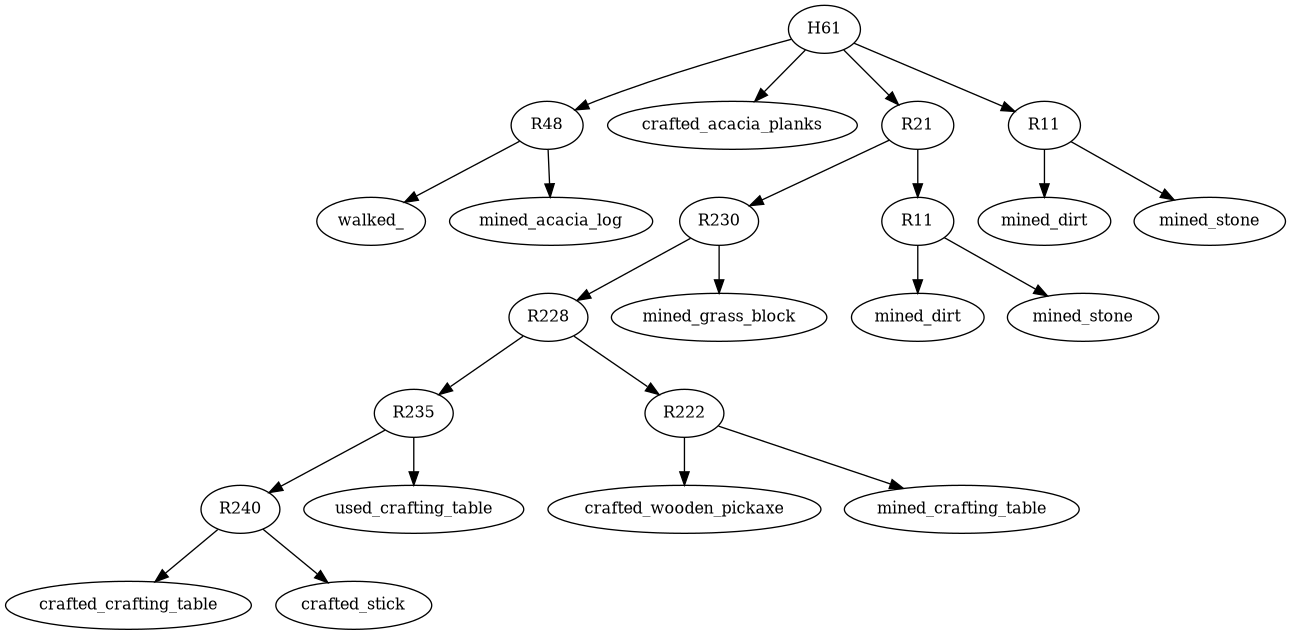 H61
R48
crafted_acacia_planks
R21
R11
walked_
mined_acacia_log
R230
R11
mined_dirt
mined_stone
R228
mined_grass_block
mined_dirt
mined_stone
R235
R222
R240
used_crafting_table
crafted_wooden_pickaxe
mined_crafting_table
crafted_crafting_table
crafted_stick